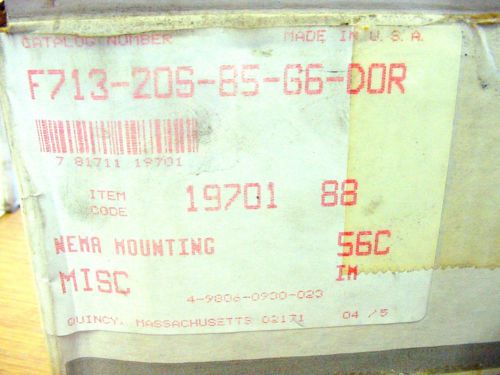 CATALOG NUMBER MADE IN U.S.A.
F713-20S-B5-G6-DOR
7 81711 19701
ITEM CODE 19701 88
NEMA MOUNTING 56C
MISC IM
4-9806-0930-023
QUINCY, MASSACHUSETTS 02171 04 /5